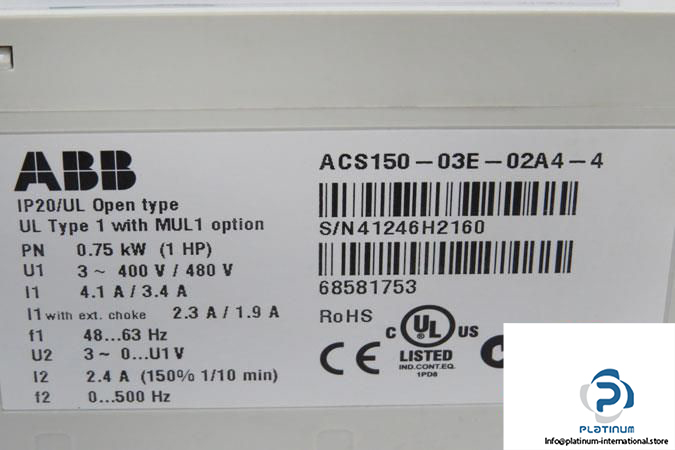 ABB
IP20/UL Open type
UL Type 1 with MUL1 option
PN 0.75 kW (1 HP)
U1 3~ 400 V / 480 V
I1 4.1 A / 3.4 A
I1 with ext. choke 2.3 A / 1.9 A
f1 48...63 Hz
U2 3~ 0...U1 V
I2 2.4 A (150% 1/10 min)
f2 0...500 Hz
ACS150-03E-02A4-4
S/N41246H2160
68581753
RoHS
C UL US
LISTED
IND.CONT.EQ.
1PD8
CE
PLATINUM
Info@platinum-international.store